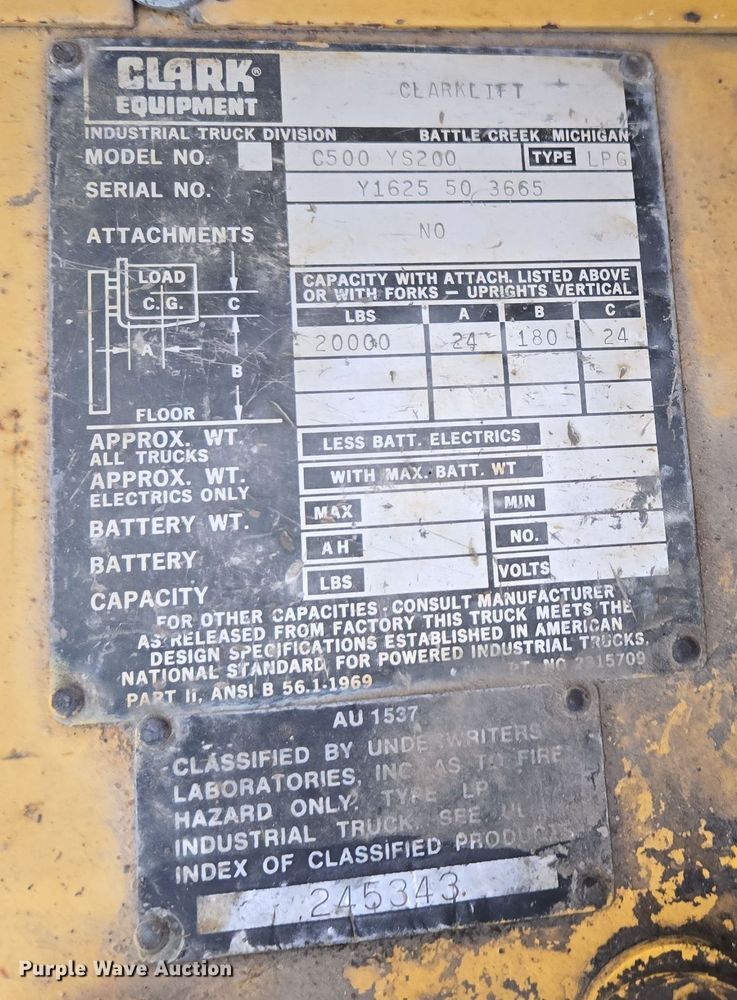 CLARK®
EQUIPMENT
CLARKLIFT
INDUSTRIAL TRUCK DIVISION BATTLE CREEK MICHIGAN
MODEL NO. C500 YS200 TYPE LPG
SERIAL NO. Y1625 50 3665
ATTACHMENTS NO
LOAD
C.G.
C
A
B
FLOOR
CAPACITY WITH ATTACH. LISTED ABOVE
OR WITH FORKS — UPRIGHTS VERTICAL
LBS A B C
20000 24 180 24
APPROX. WT.
ALL TRUCKS
LESS BATT. ELECTRICS
APPROX. WT.
ELECTRICS ONLY
WITH MAX. BATT. WT
BATTERY WT. MAX MIN
BATTERY AH NO.
CAPACITY LBS VOLTS
FOR OTHER CAPACITIES - CONSULT MANUFACTURER
AS RELEASED FROM FACTORY THIS TRUCK MEETS THE
DESIGN SPECIFICATIONS ESTABLISHED IN AMERICAN
NATIONAL STANDARD FOR POWERED INDUSTRIAL TRUCKS,
PART II, ANSI B 56.1-1969 PT. NO. 2315709
AU 1537
CLASSIFIED BY UNDERWRITERS
LABORATORIES, INC. AS TO FIRE
HAZARD ONLY. TYPE LP
INDUSTRIAL TRUCK, SEE UL
INDEX OF CLASSIFIED PRODUCTS
245343
Purple Wave Auction